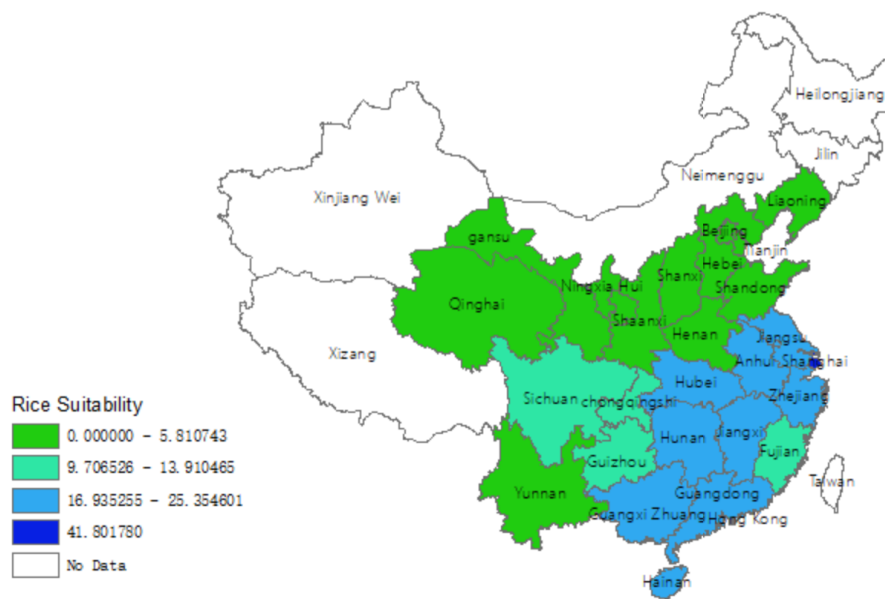 Heilongjiang
Jilin
Neimenggu
Xinjiang Wei
Liaoning
gansu
Beijing
Tianjin
Hebei
Shanxi
Ningxia Hui
Shandong
Qinghai
Shaanxi
Henan
Jiangsu
Xizang
Anhui
Shanghai
Hubei
Zhejiang
Sichuan
chongqingshi
Rice Suitability
0.000000 - 5.810743
9.706526 - 13.910465
16.935255 - 25.354601
41.801780
No Data
Hunan
Jiangxi
Fujian
Guizhou
Taiwan
Yunnan
Guangdong
Guangxi Zhuang
Hong Kong
Hainan